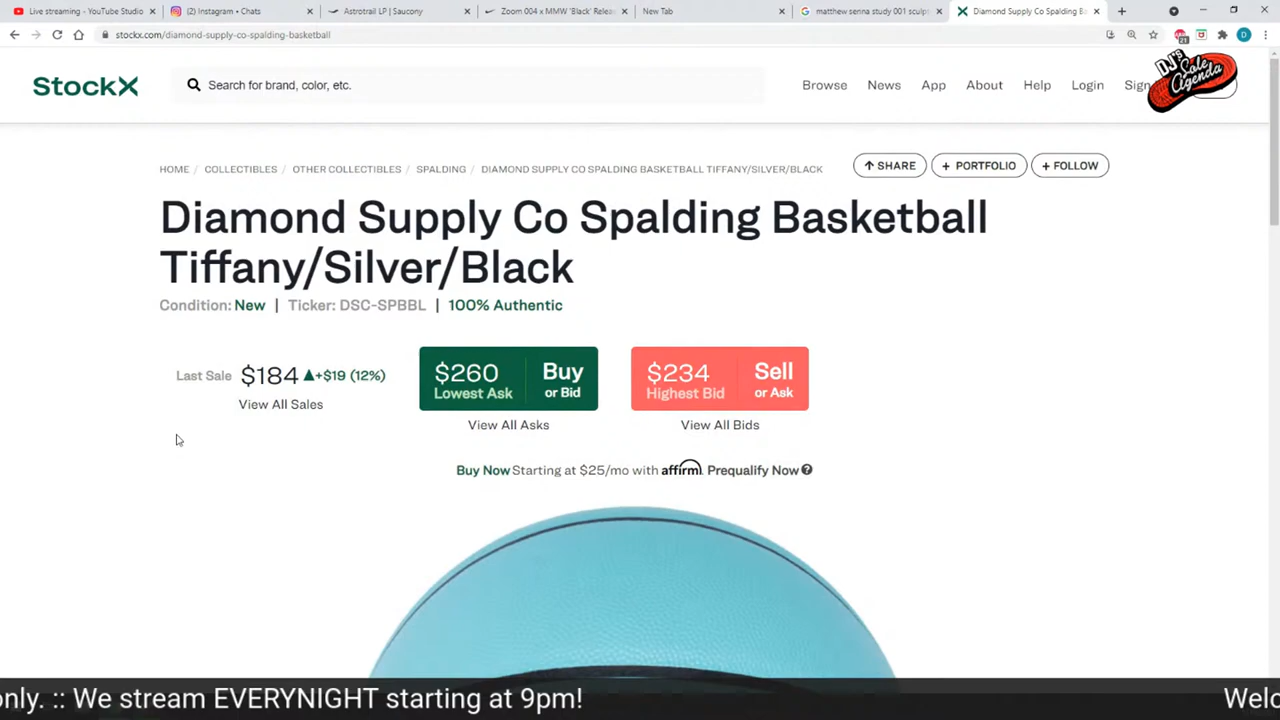 Live streaming - YouTube Studio
(2) Instagram • Chats
Astrotrail LP | Saucony
Zoom 004 x MMW 'Black' Relea
New Tab
matthew senna study 001 sculp
Diamond Supply Co Spalding Ba
stockx.com/diamond-supply-co-spalding-basketball
21
D
StockX
Search for brand, color, etc.
Browse News App About Help Login Sign
DJ's Sole Agenda
HOME / COLLECTIBLES / OTHER COLLECTIBLES / SPALDING / DIAMOND SUPPLY CO SPALDING BASKETBALL TIFFANY/SILVER/BLACK
SHARE
+ PORTFOLIO
+ FOLLOW
Diamond Supply Co Spalding Basketball
Tiffany/Silver/Black
Condition: New | Ticker: DSC-SPBBL | 100% Authentic
Last Sale $184 ▲+$19 (12%)
View All Sales
$260 Buy
Lowest Ask or Bid
View All Asks
$234 Sell
Highest Bid or Ask
View All Bids
Buy Now Starting at $25/mo with affirm. Prequalify Now
only. :: We stream EVERYNIGHT starting at 9pm!
Welc